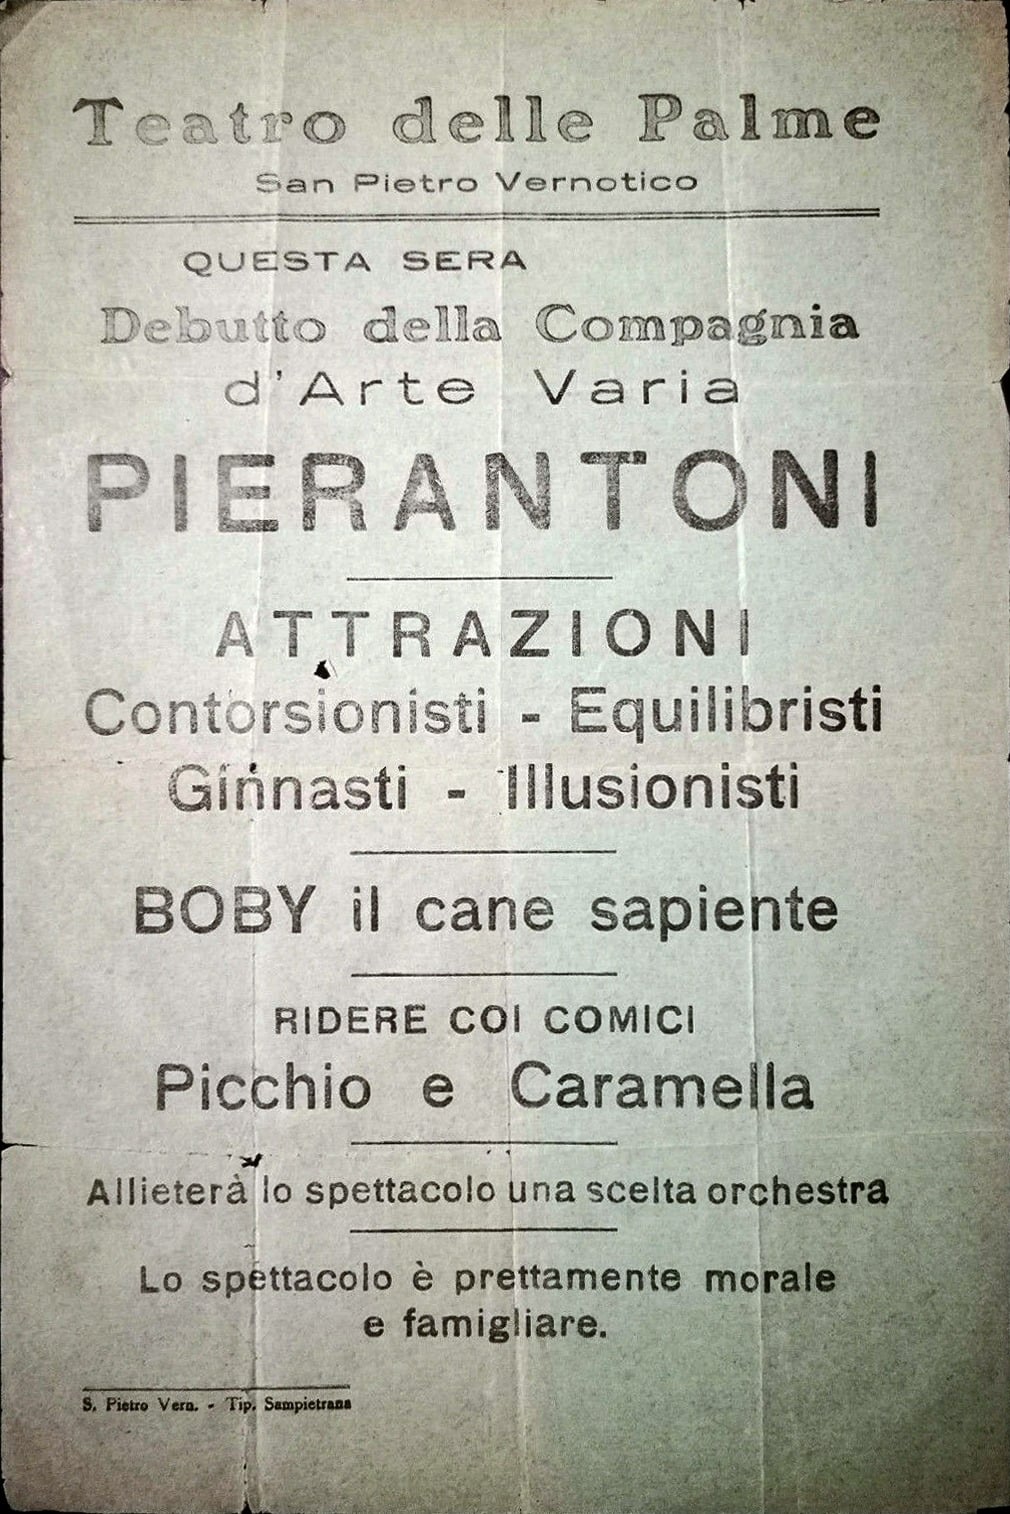 Teatro delle Palme
San Pietro Vernotico
QUESTA SERA
Debutto della Compagnia
d'Arte Varia
PIERANTONI
ATTRAZIONI
Contorsionisti - Equilibristi
Ginnasti - Illusionisti
BOBY il cane sapiente
RIDERE COI COMICI
Picchio e Caramella
Allieterà lo spettacolo una scelta orchestra
Lo spettacolo è prettamente morale
e famigliare.
S. Pietro Vern. - Tip. Sampietrana